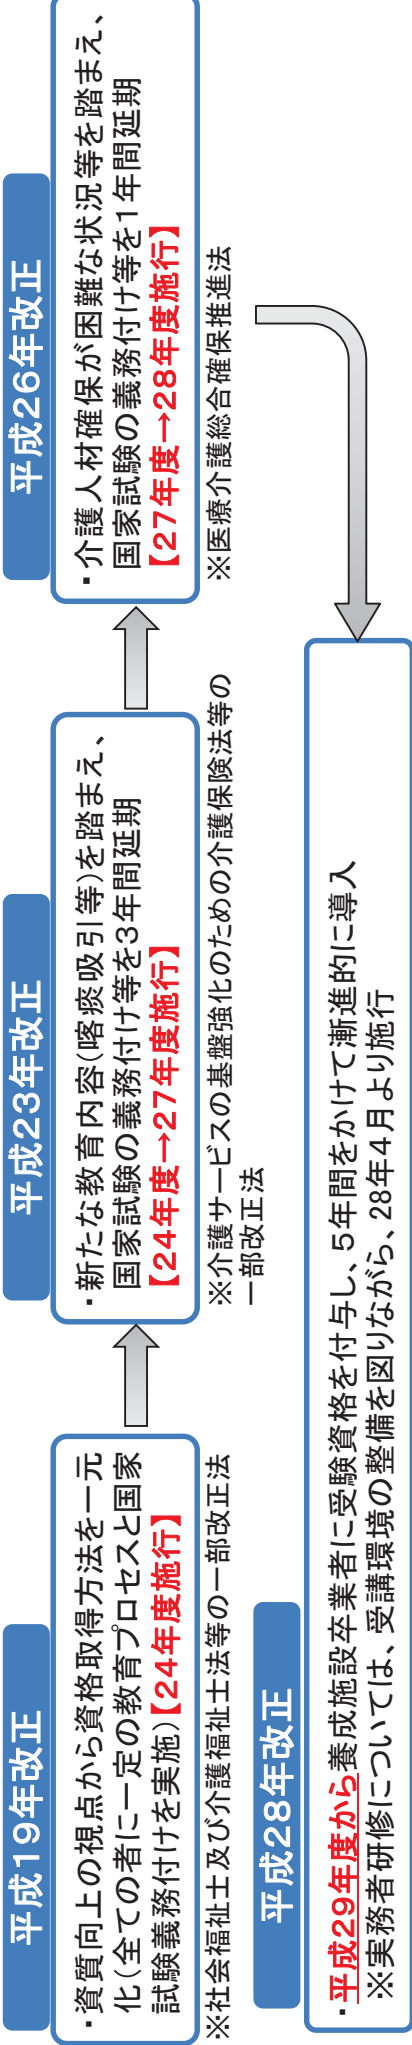 平成19年改正
・資質向上の視点から資格取得方法を一元
化(全ての者に一定の教育プロセスと国家
試験義務付けを実施)【24年度施行】
※社会福祉士及び介護福祉士法等の一部改正法
平成23年改正
・新たな教育内容(喀痰吸引等)を踏まえ、
国家試験の義務付け等を3年間延期
【24年度→27年度施行】
※介護サービスの基盤強化のための介護保険法等の
一部改正法
平成26年改正
・介護人材確保が困難な状況等を踏まえ、
国家試験の義務付け等を1年間延期
【27年度→28年度施行】
※医療介護総合確保推進法
平成28年改正
・平成29年度から養成施設卒業者に受験資格を付与し、5年間をかけて漸進的に導入
※実務者研修については、受講環境の整備を図りながら、28年4月より施行